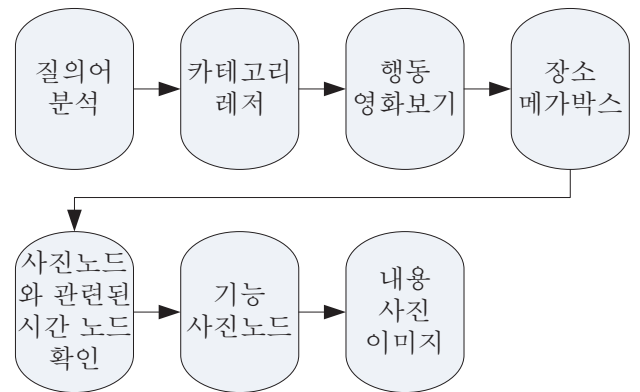 질의어
분석
카테고리
레저
행동
영화보기
장소
메가박스
사진노드
와 관련된
시간 노드
확인
기능
사진노드
내용
사진
이미지